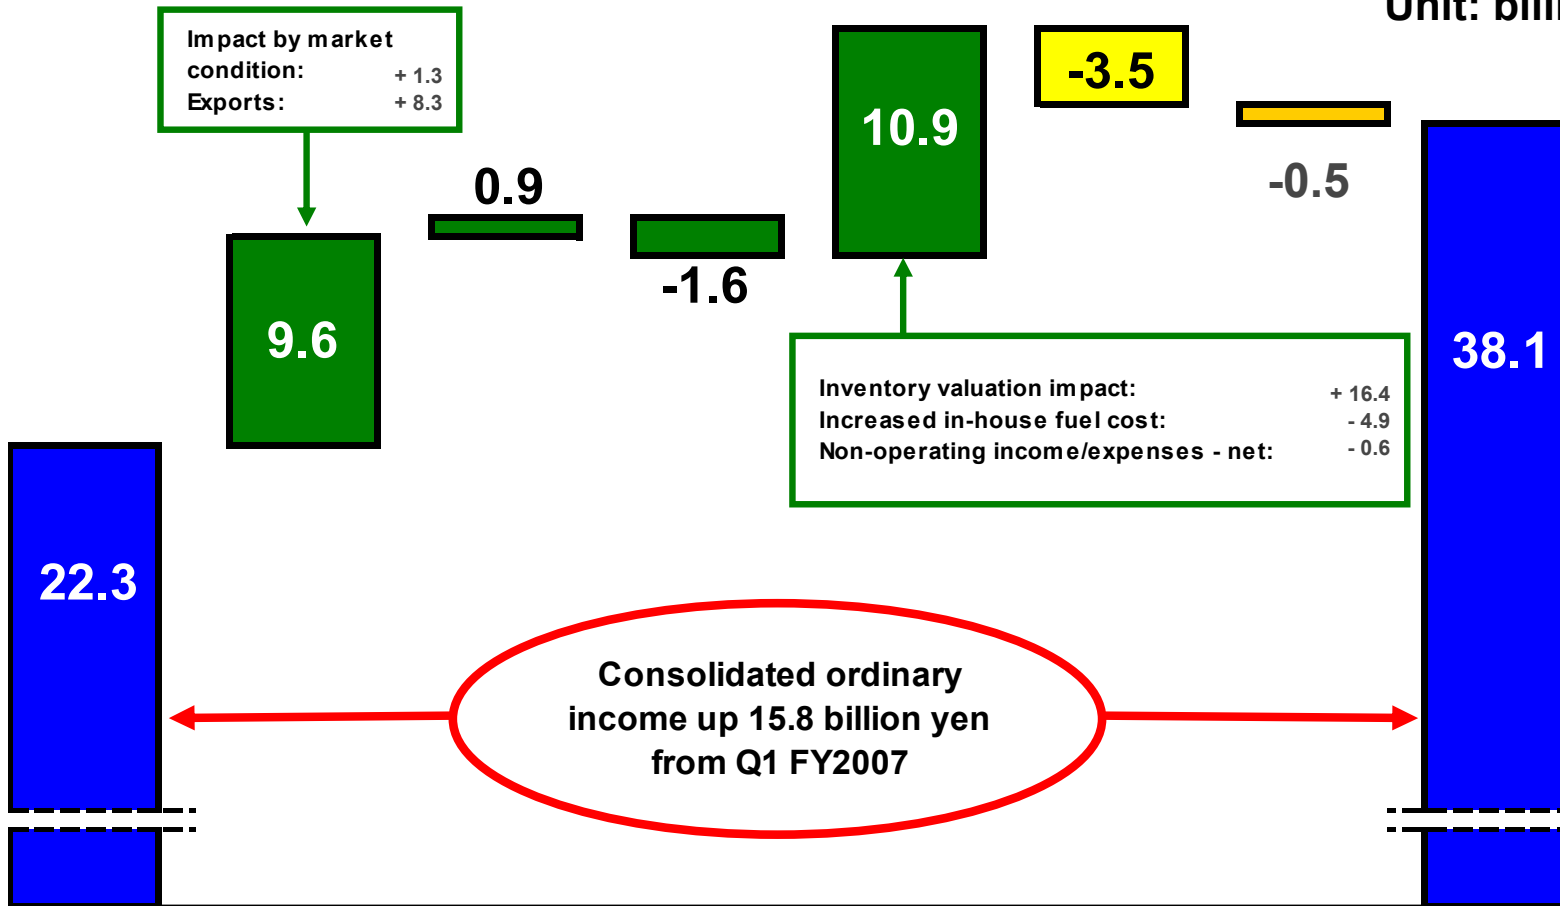 Unit: billi
Impact by market
condition: + 1.3
Exports: + 8.3
10.9
-3.5
-0.5
0.9
-1.6
9.6
38.1
Inventory valuation impact: + 16.4
Increased in-house fuel cost: - 4.9
Non-operating income/expenses - net: - 0.6
22.3
Consolidated ordinary
income up 15.8 billion yen
from Q1 FY2007